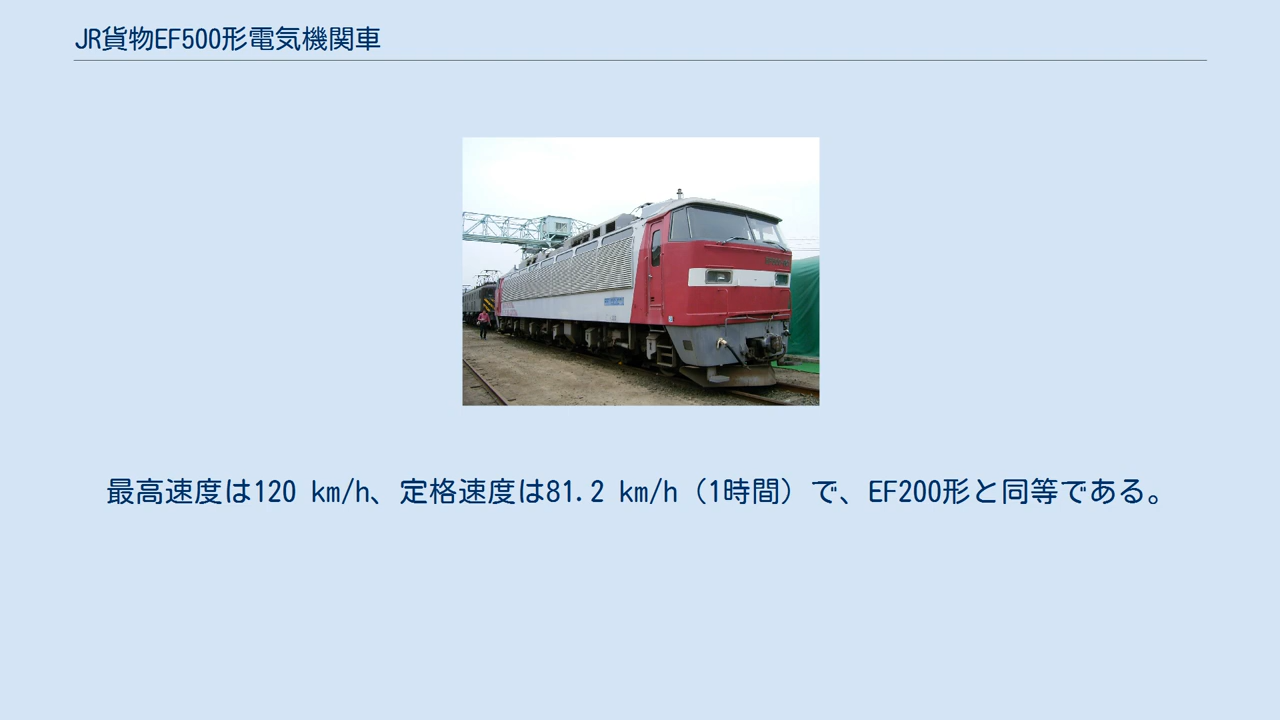 JR貨物EF500形電気機関車
最高速度は120 km/h、定格速度は81.2 km/h（1時間）で、EF200形と同等である。